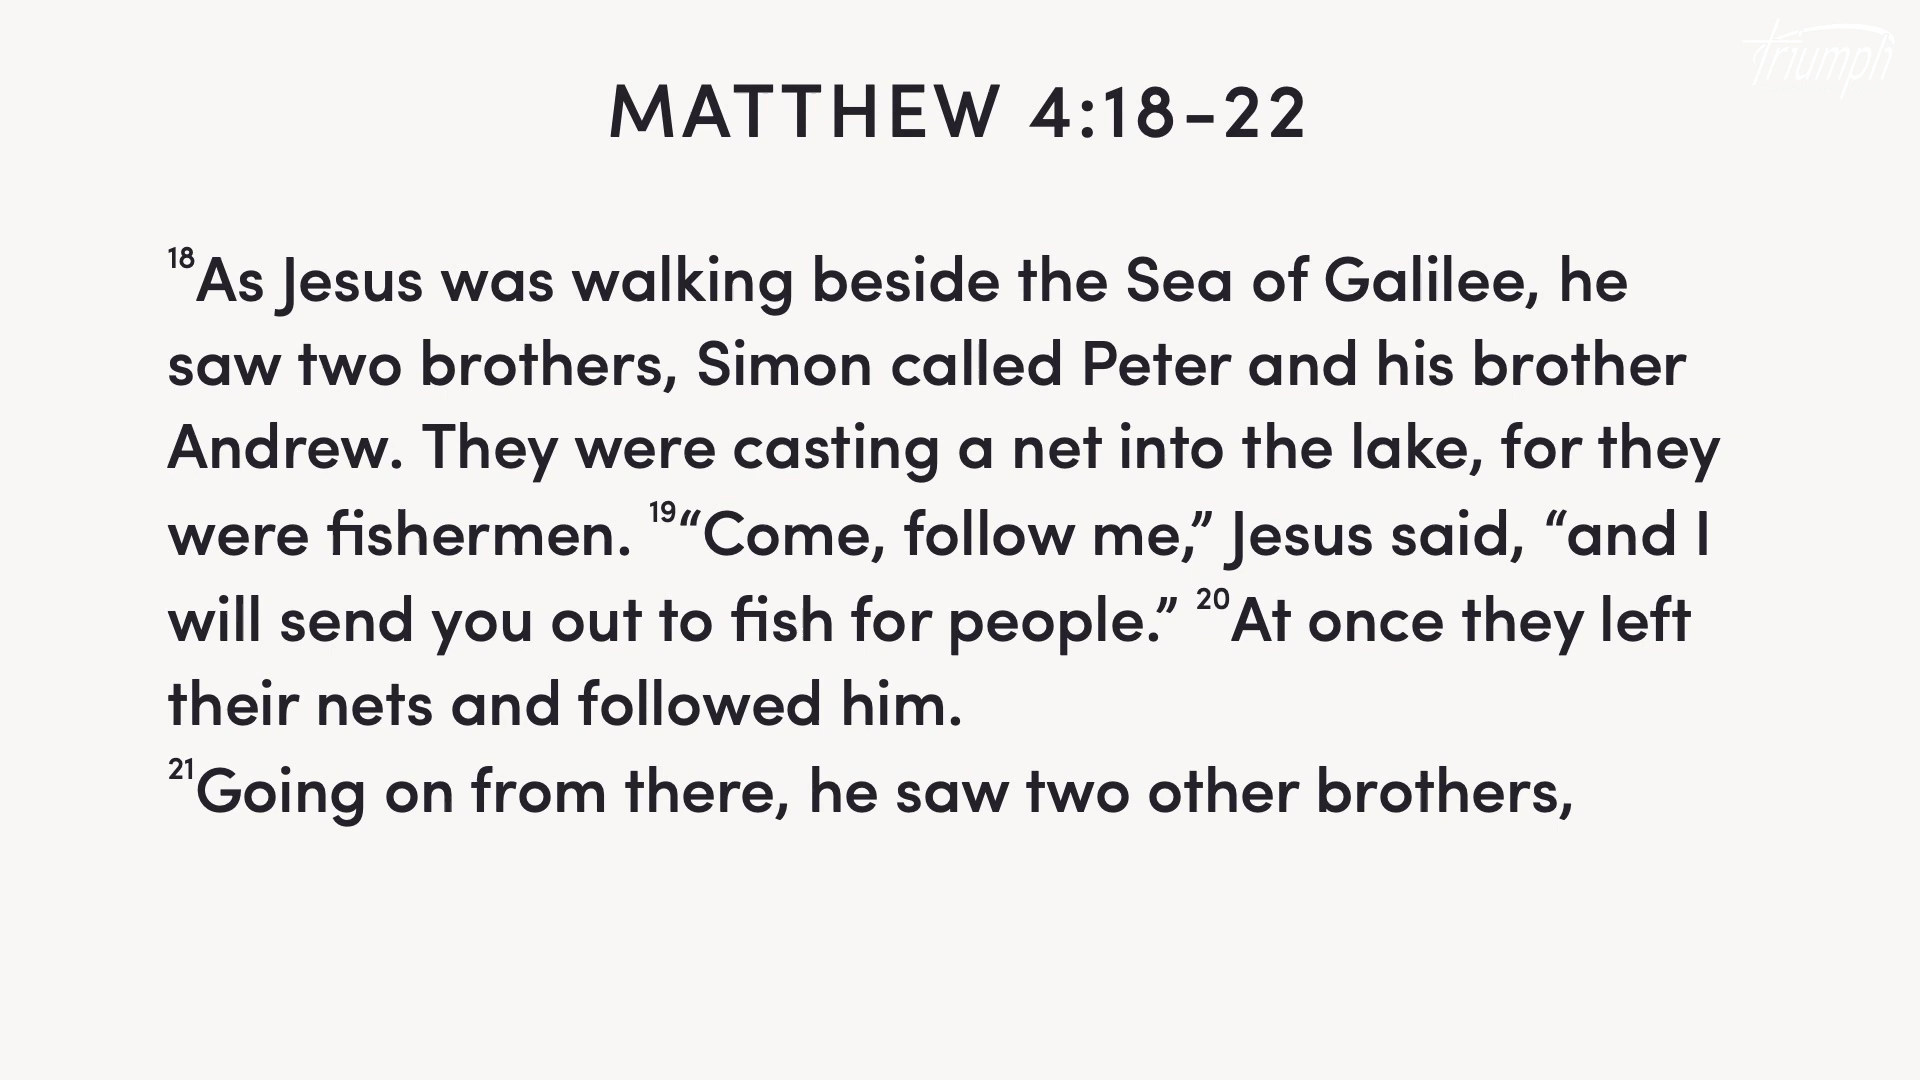 triumph
MATTHEW 4:18-22
18As Jesus was walking beside the Sea of Galilee, he
saw two brothers, Simon called Peter and his brother
Andrew. They were casting a net into the lake, for they
were fishermen. 19“Come, follow me,” Jesus said, “and I
will send you out to fish for people.” 20At once they left
their nets and followed him.
21Going on from there, he saw two other brothers,